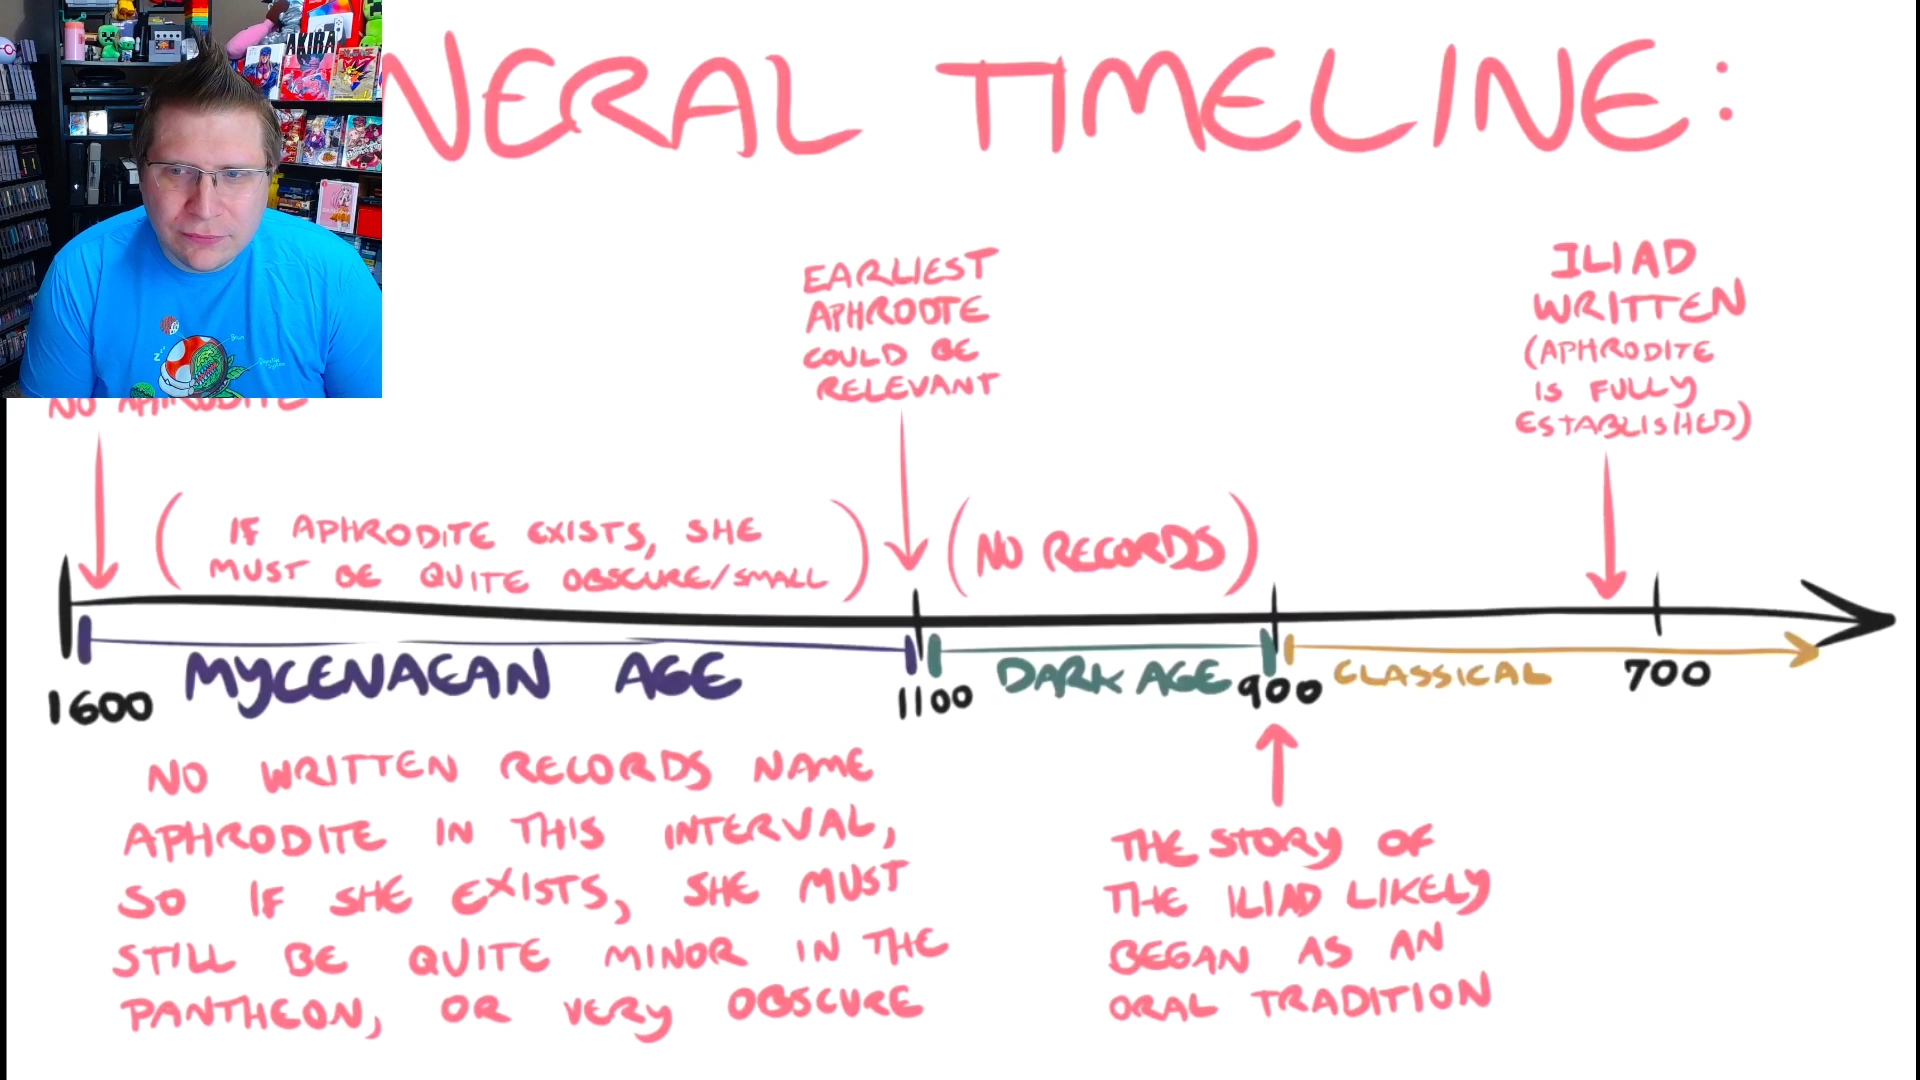 AKIRA
NERAL TIMELINE:
EARLIEST
APHRODTE
COULD BE
RELEVANT
ILIAD
WRITTEN
(APHRODITE
IS FULLY
ESTABLISHED)
NO APHRODITE
(IF APHRODITE EXISTS, SHE
MUST BE QUITE OBSCURE/SMALL)
(NO RECORDS)
MYCENAEAN AGE
DARK AGE
CLASSICAL
1600
1100
900
700
NO WRITTEN RECORDS NAME
APHRODITE IN THIS INTERVAL,
SO IF SHE EXISTS, SHE MUST
STILL BE QUITE MINOR IN THE
PANTHEON, OR VERY OBSCURE
THE STORY OF
THE ILIAD LIKELY
BEGAN AS AN
ORAL TRADITION